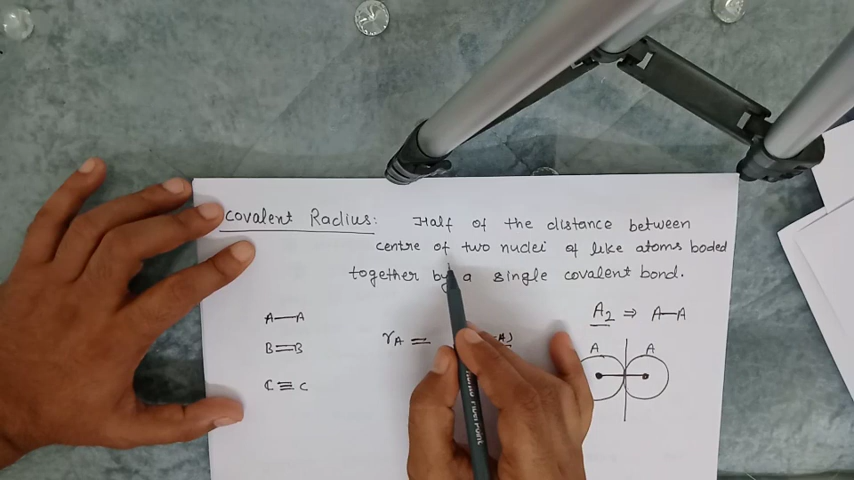 Covalent Radius: Half of the distance between
centre of two nuclei of like atoms boded
together by a single covalent bond.
A2 ⇒ A—A
A—A
B=B
C≡C
rA =
A A